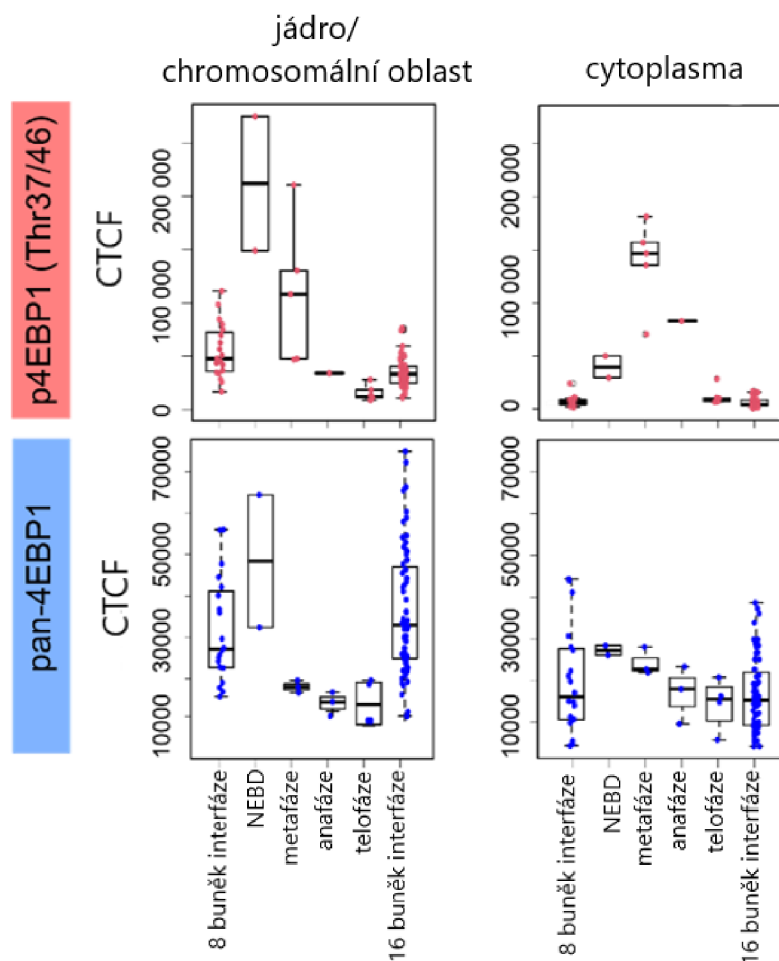 jádro/
chromosomální oblast
cytoplasma
p4EBP1 (Thr37/46)
CTCF
200 000
100 000
0
200 000
100 000
0
pan-4EBP1
CTCF
70000
50000
30000
10000
70000
50000
30000
10000
8 buněk interfáze
NEBD
metafáze
anafáze
telofáze
16 buněk interfáze
8 buněk interfáze
NEBD
metafáze
anafáze
telofáze
16 buněk interfáze